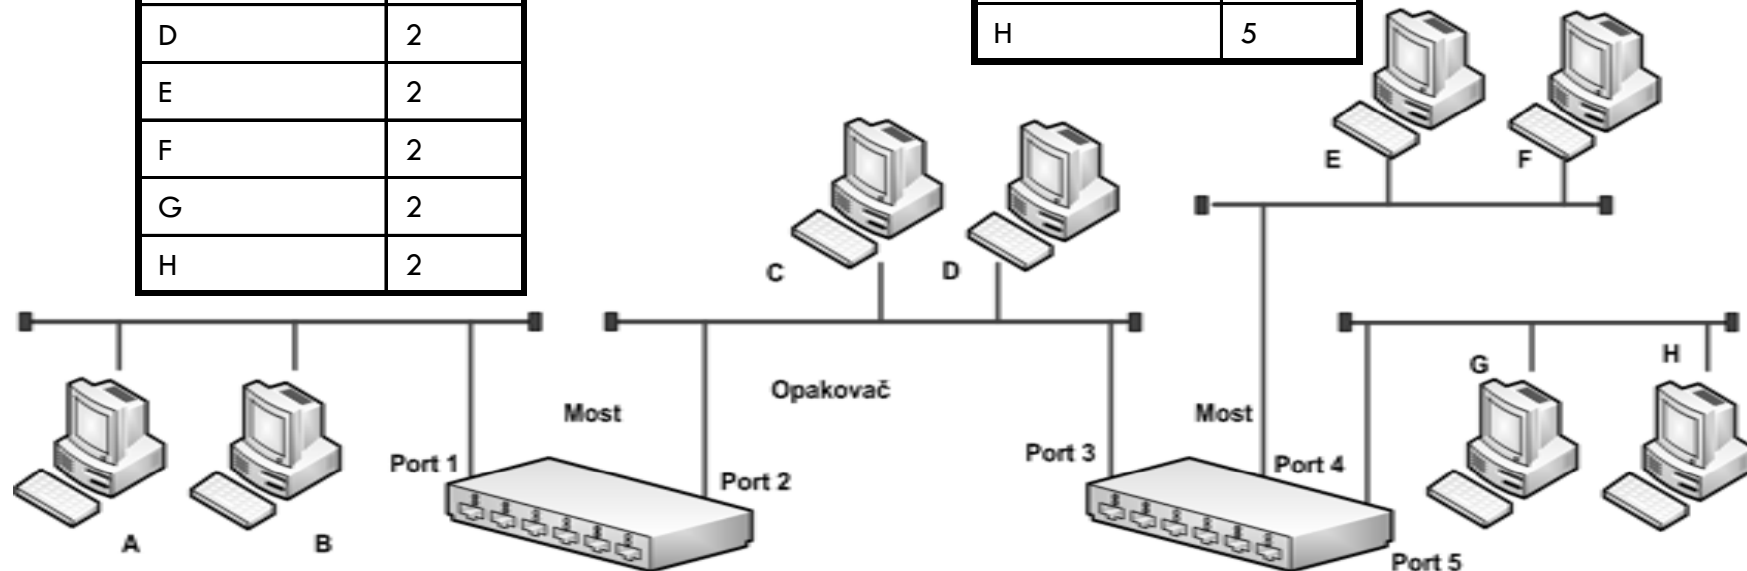 D 2
E 2
F 2
G 2
H 2
H 5
E
F
C
D
G
H
Opakovač
Most
Most
Port 1
Port 2
Port 3
Port 4
Port 5
A
B